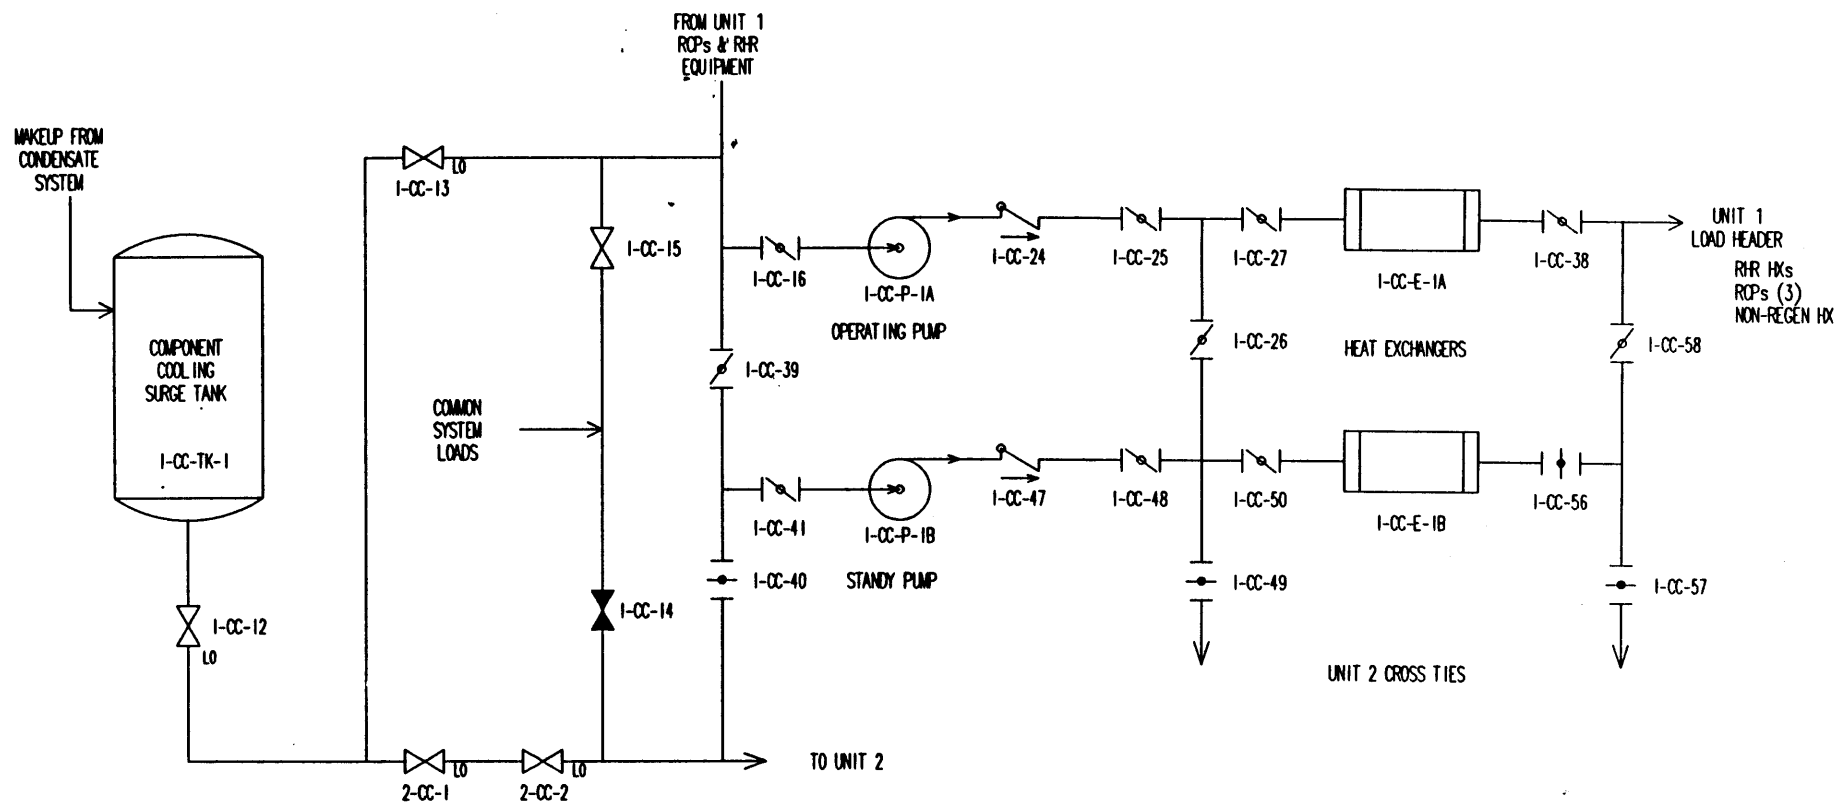 FROM UNIT 1
RCPs & RHR
EQUIPMENT
MAKEUP FROM
CONDENSATE
SYSTEM
LO
1-CC-13
1-CC-15
1-CC-16
1-CC-P-1A
OPERATING PUMP
1-CC-24
1-CC-25
1-CC-27
1-CC-E-1A
1-CC-38
UNIT 1
LOAD HEADER
RHR HXs
RCPs (3)
NON-REGEN HX
1-CC-26
HEAT EXCHANGERS
1-CC-58
1-CC-39
COMPONENT
COOLING
SURGE TANK
1-CC-TK-1
COMMON
SYSTEM
LOADS
1-CC-41
1-CC-P-1B
STANDY PUMP
1-CC-47
1-CC-48
1-CC-50
1-CC-E-1B
1-CC-56
1-CC-40
1-CC-49
1-CC-57
1-CC-14
1-CC-12
LO
UNIT 2 CROSS TIES
LO
2-CC-1
LO
2-CC-2
TO UNIT 2